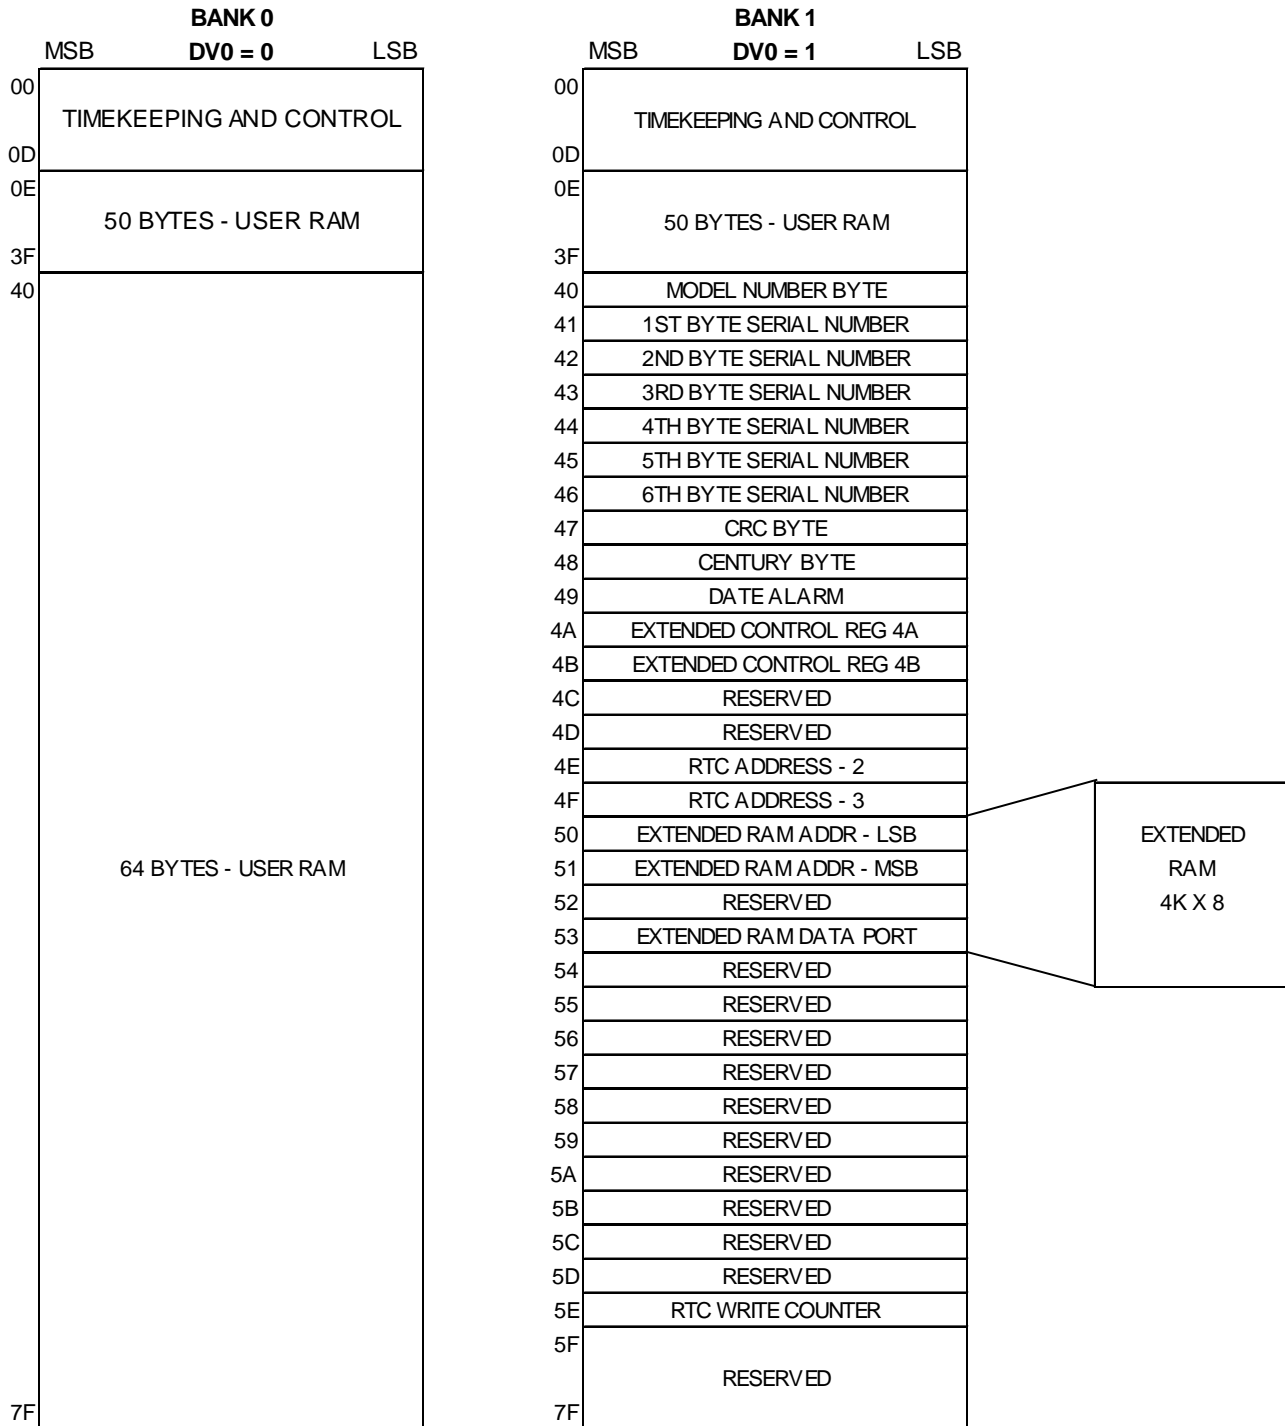 BANK 0
MSB DV0 = 0 LSB
00
TIMEKEEPING AND CONTROL
0D
0E
50 BYTES - USER RAM
3F
40
64 BYTES - USER RAM
7F
BANK 1
MSB DV0 = 1 LSB
00
TIMEKEEPING AND CONTROL
0D
0E
50 BYTES - USER RAM
3F
40 MODEL NUMBER BYTE
41 1ST BYTE SERIAL NUMBER
42 2ND BYTE SERIAL NUMBER
43 3RD BYTE SERIAL NUMBER
44 4TH BYTE SERIAL NUMBER
45 5TH BYTE SERIAL NUMBER
46 6TH BYTE SERIAL NUMBER
47 CRC BYTE
48 CENTURY BYTE
49 DATE ALARM
4A EXTENDED CONTROL REG 4A
4B EXTENDED CONTROL REG 4B
4C RESERVED
4D RESERVED
4E RTC ADDRESS - 2
4F RTC ADDRESS - 3
50 EXTENDED RAM ADDR - LSB
51 EXTENDED RAM ADDR - MSB
52 RESERVED
53 EXTENDED RAM DATA PORT
54 RESERVED
55 RESERVED
56 RESERVED
57 RESERVED
58 RESERVED
59 RESERVED
5A RESERVED
5B RESERVED
5C RESERVED
5D RESERVED
5E RTC WRITE COUNTER
5F
RESERVED
7F
EXTENDED
RAM
4K X 8